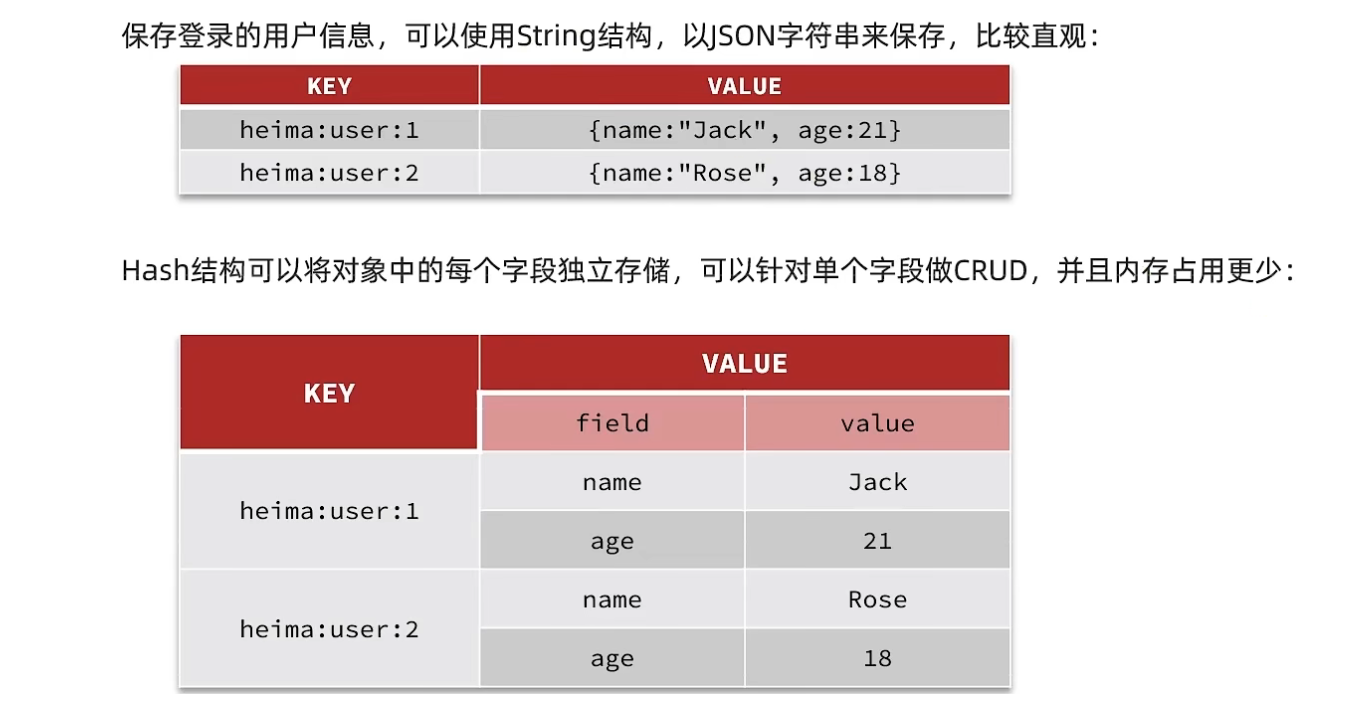 保存登录的用户信息，可以使用String结构，以JSON字符串来保存，比较直观：
KEY VALUE
heima:user:1 {name:"Jack", age:21}
heima:user:2 {name:"Rose", age:18}
Hash结构可以将对象中的每个字段独立存储，可以针对单个字段做CRUD，并且内存占用更少：
KEY VALUE
field value
heima:user:1 name Jack
age 21
heima:user:2 name Rose
age 18